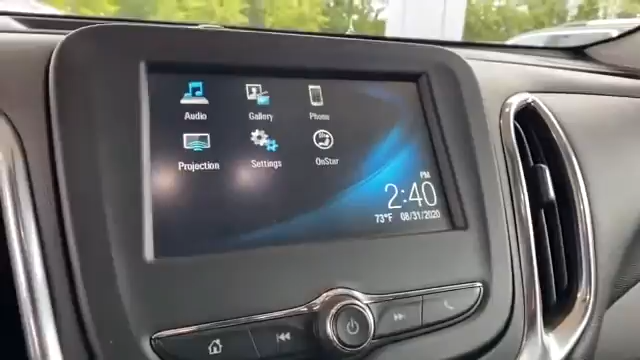 Audio Gallery Phone
Projection Settings OnStar
PM
2:40
73°F 08/31/2020